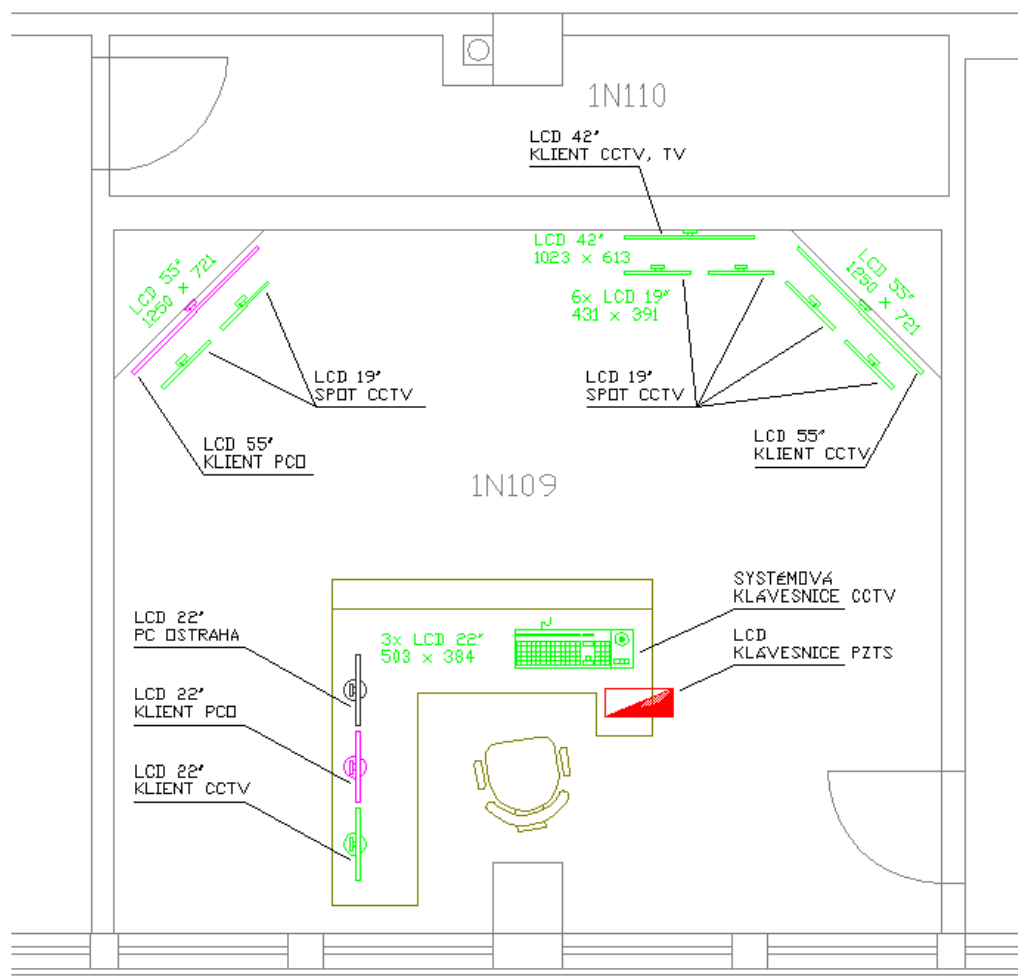 1N110
LCD 42"
KLIENT CCTV, TV
LCD 55"
1250 x 721
LCD 42"
1023 x 613
6x LCD 19"
431 x 391
LCD 55"
1250 x 721
LCD 19"
SPOT CCTV
LCD 19"
SPOT CCTV
LCD 55"
KLIENT PCO
LCD 55"
KLIENT CCTV
1N109
SYSTÉMOVÁ
KLÁVESNICE CCTV
LCD 22"
PC OSTRAHA
3x LCD 22"
503 x 384
LCD
KLÁVESNICE PZTS
LCD 22"
KLIENT PCO
LCD 22"
KLIENT CCTV